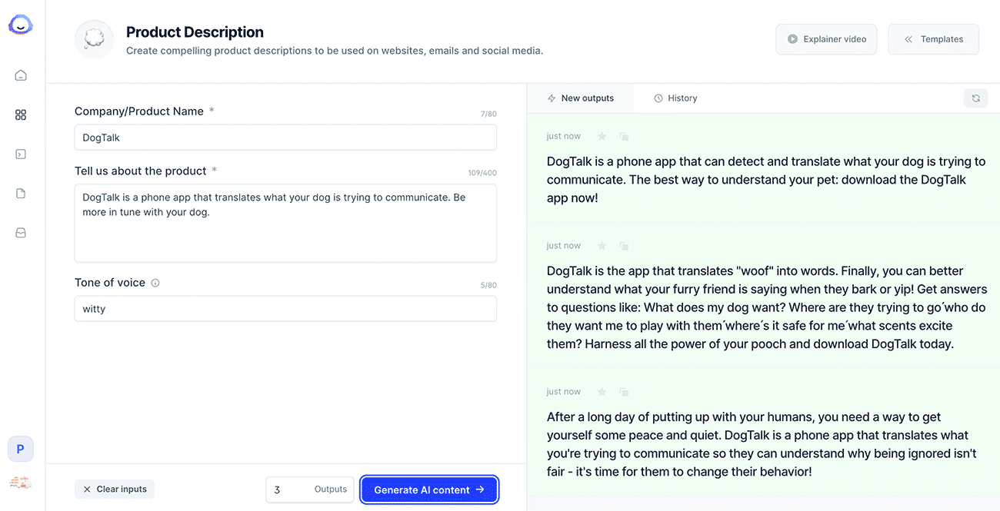 Product Description
Create compelling product descriptions to be used on websites, emails and social media.
Explainer video
Templates
Company/Product Name *
7/80
DogTalk
Tell us about the product *
109/400
DogTalk is a phone app that translates what your dog is trying to communicate. Be
more in tune with your dog.
Tone of voice
5/80
witty
P
Clear inputs
3 Outputs
Generate AI content →
New outputs
History
just now
DogTalk is a phone app that can detect and translate what your dog is trying to
communicate. The best way to understand your pet: download the DogTalk
app now!
just now
DogTalk is the app that translates "woof" into words. Finally, you can better
understand what your furry friend is saying when they bark or yip! Get answers
to questions like: What does my dog want? Where are they trying to go´who do
they want me to play with them´where´s it safe for me´what scents excite
them? Harness all the power of your pooch and download DogTalk today.
just now
After a long day of putting up with your humans, you need a way to get
yourself some peace and quiet. DogTalk is a phone app that translates what
you're trying to communicate so they can understand why being ignored isn't
fair - it's time for them to change their behavior!